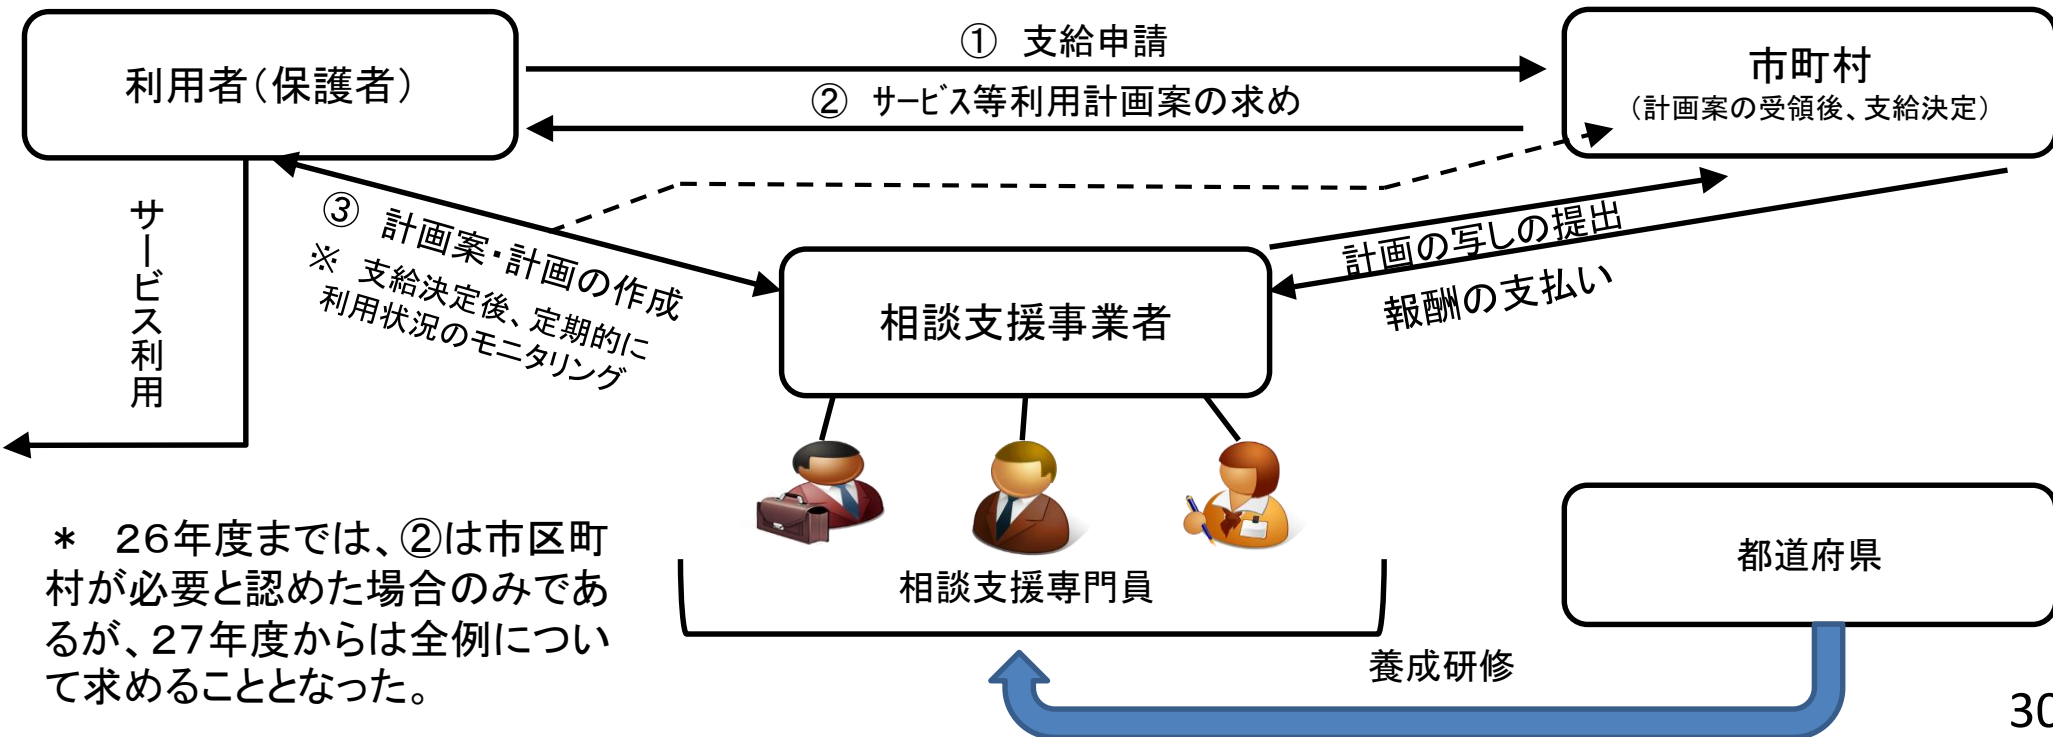 ① 支給申請
利用者(保護者)
市町村
(計画案の受領後、支給決定)
② サービス等利用計画案の求め
サービス利用
③ 計画案・計画の作成
※ 支給決定後、定期的に
利用状況のモニタリング
計画の写しの提出
報酬の支払い
相談支援事業者
相談支援専門員
* 26年度までは、②は市区町
村が必要と認めた場合のみであ
るが、27年度からは全例につい
て求めることとなった。
都道府県
養成研修
30